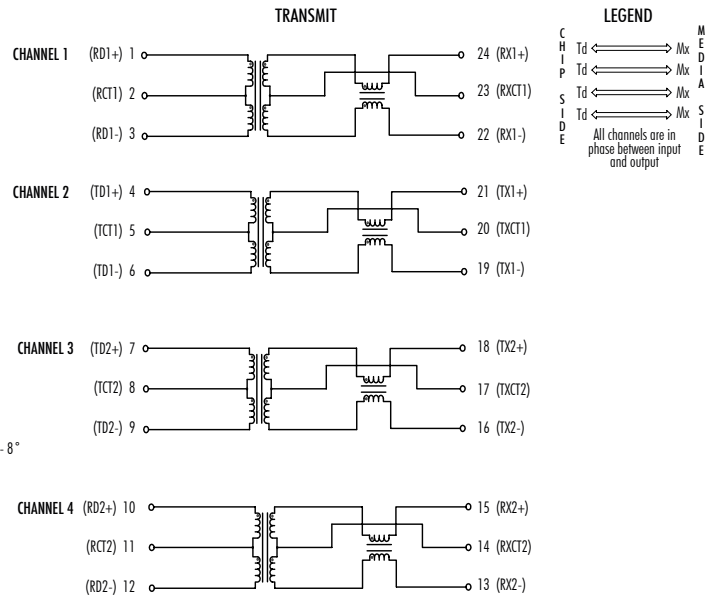 TRANSMIT
LEGEND
CHIP SIDE
MEDIA SIDE
Td Mx
Td Mx
Td Mx
Td Mx
All channels are in
phase between input
and output
CHANNEL 1 (RD1+) 1 24 (RX1+)
(RCT1) 2 23 (RXCT1)
(RD1-) 3 22 (RX1-)
CHANNEL 2 (TD1+) 4 21 (TX1+)
(TCT1) 5 20 (TXCT1)
(TD1-) 6 19 (TX1-)
CHANNEL 3 (TD2+) 7 18 (TX2+)
(TCT2) 8 17 (TXCT2)
(TD2-) 9 16 (TX2-)
- 8°
CHANNEL 4 (RD2+) 10 15 (RX2+)
(RCT2) 11 14 (RXCT2)
(RD2-) 12 13 (RX2-)